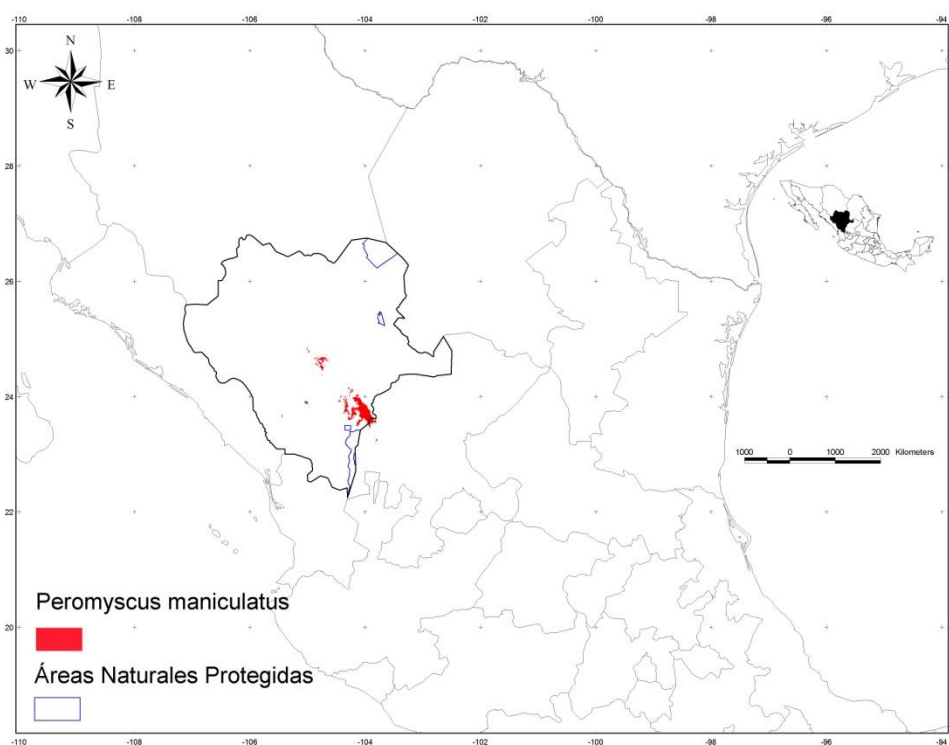 -110 -108 -106 -104 -102 -100 -98 -96 -94
30
N
W E
S
28
26
24
1000 0 1000 2000 Kilometers
22
Peromyscus maniculatus
20
Áreas Naturales Protegidas
-110 -108 -106 -104 -102 -100 -98 -96 -94